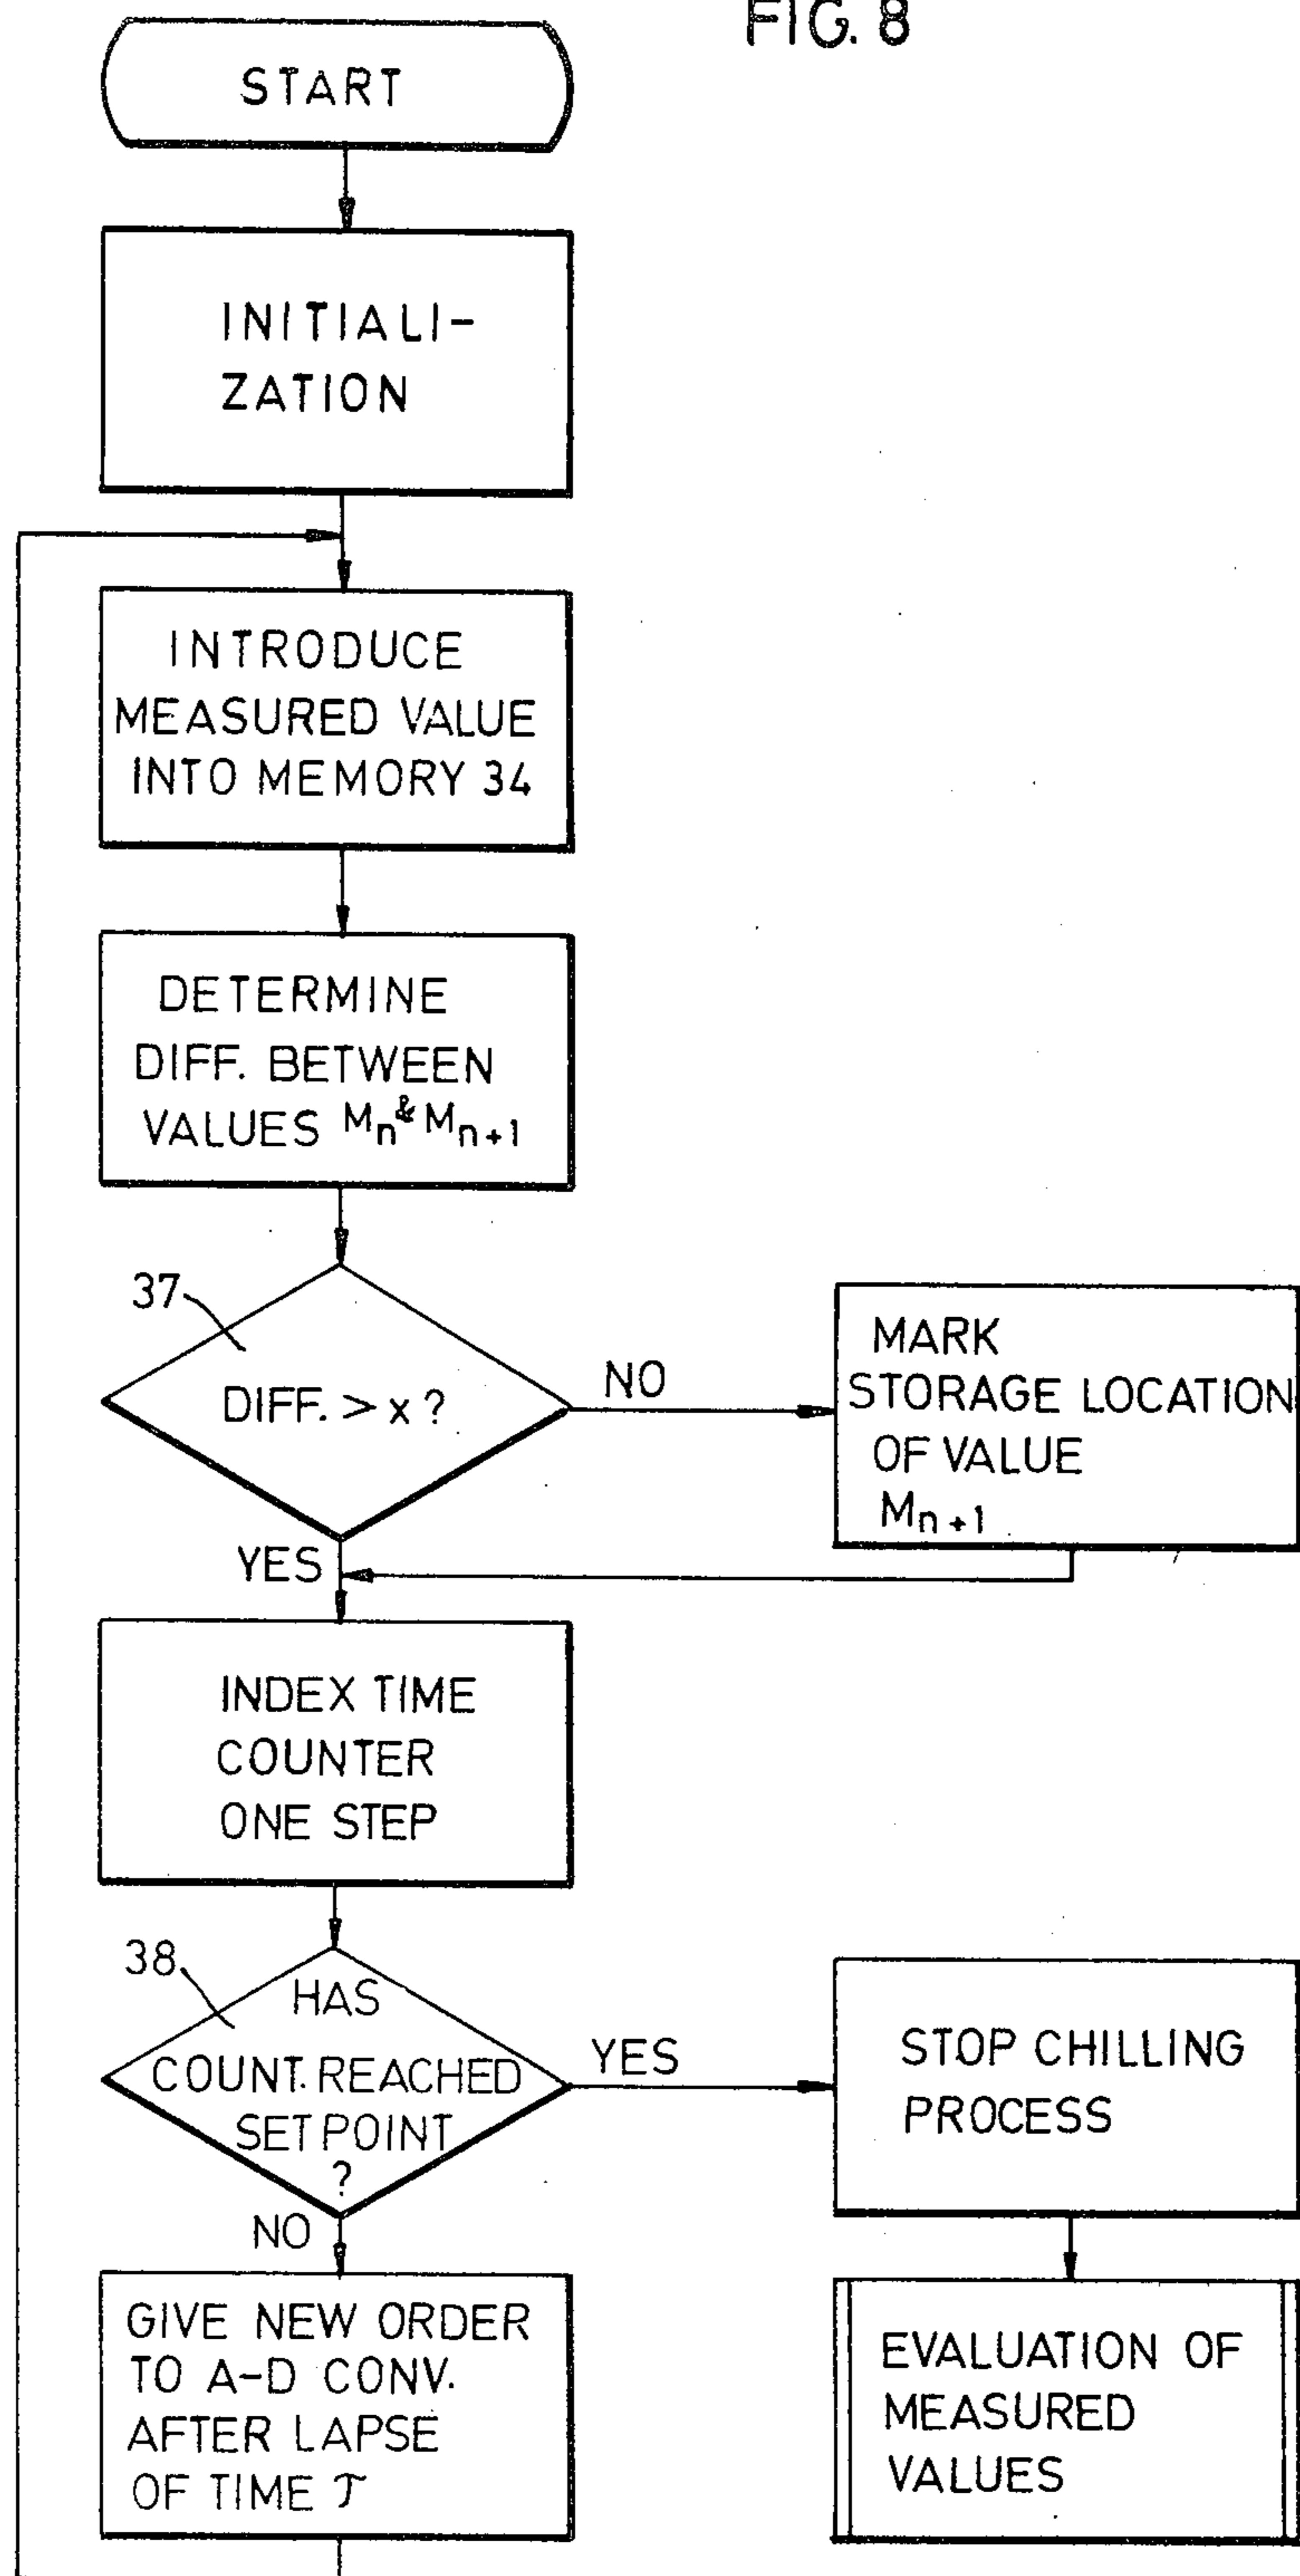 FIG. 8
START
INITIALI-
ZATION
INTRODUCE
MEASURED VALUE
INTO MEMORY 34
DETERMINE
DIFF. BETWEEN
VALUES Mn & Mn+1
37
DIFF. > x ?
NO
MARK
STORAGE LOCATION
OF VALUE
Mn+1
YES
INDEX TIME
COUNTER
ONE STEP
38
HAS
COUNT. REACHED
SET POINT
?
YES
STOP CHILLING
PROCESS
NO
GIVE NEW ORDER
TO A-D CONV.
AFTER LAPSE
OF TIME T
EVALUATION OF
MEASURED
VALUES